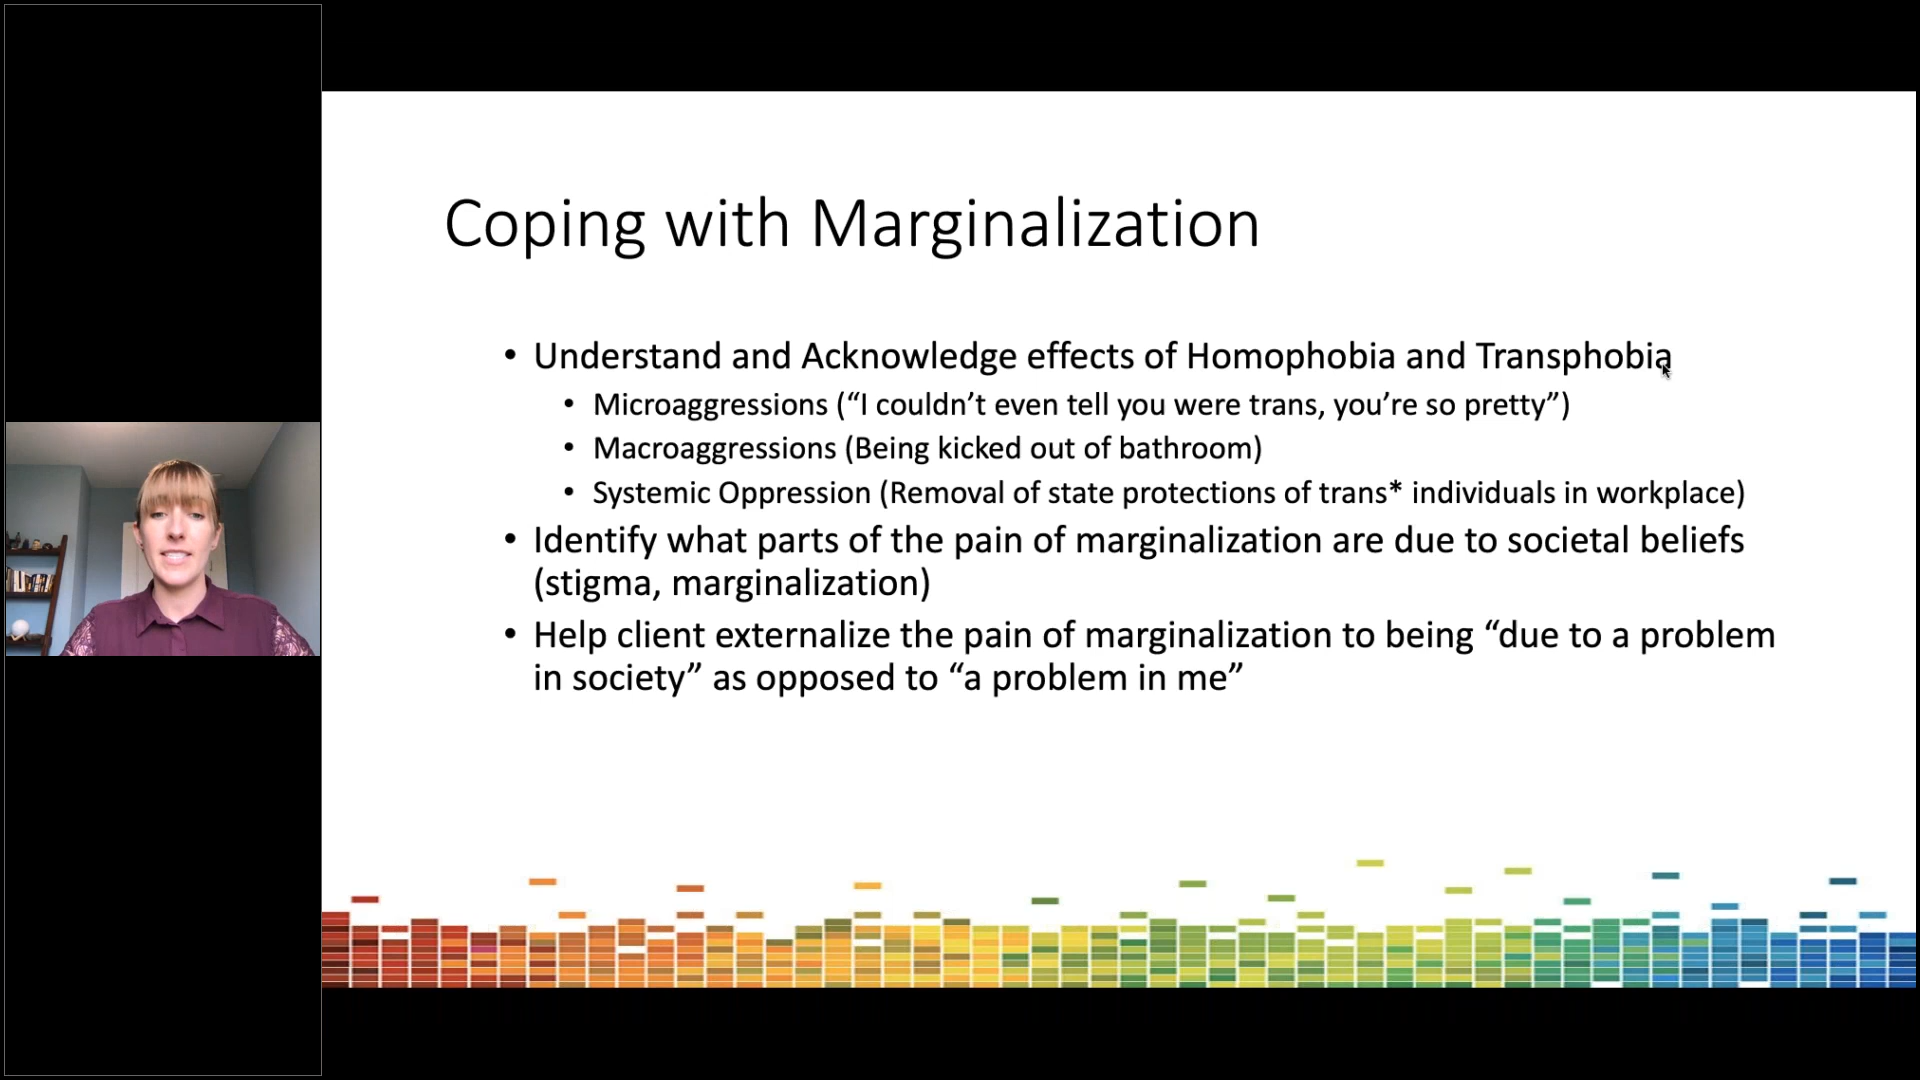 Coping with Marginalization
• Understand and Acknowledge effects of Homophobia and Transphobia
• Microaggressions (“I couldn’t even tell you were trans, you’re so pretty”)
• Macroaggressions (Being kicked out of bathroom)
• Systemic Oppression (Removal of state protections of trans* individuals in workplace)
• Identify what parts of the pain of marginalization are due to societal beliefs
(stigma, marginalization)
• Help client externalize the pain of marginalization to being “due to a problem
in society” as opposed to “a problem in me”